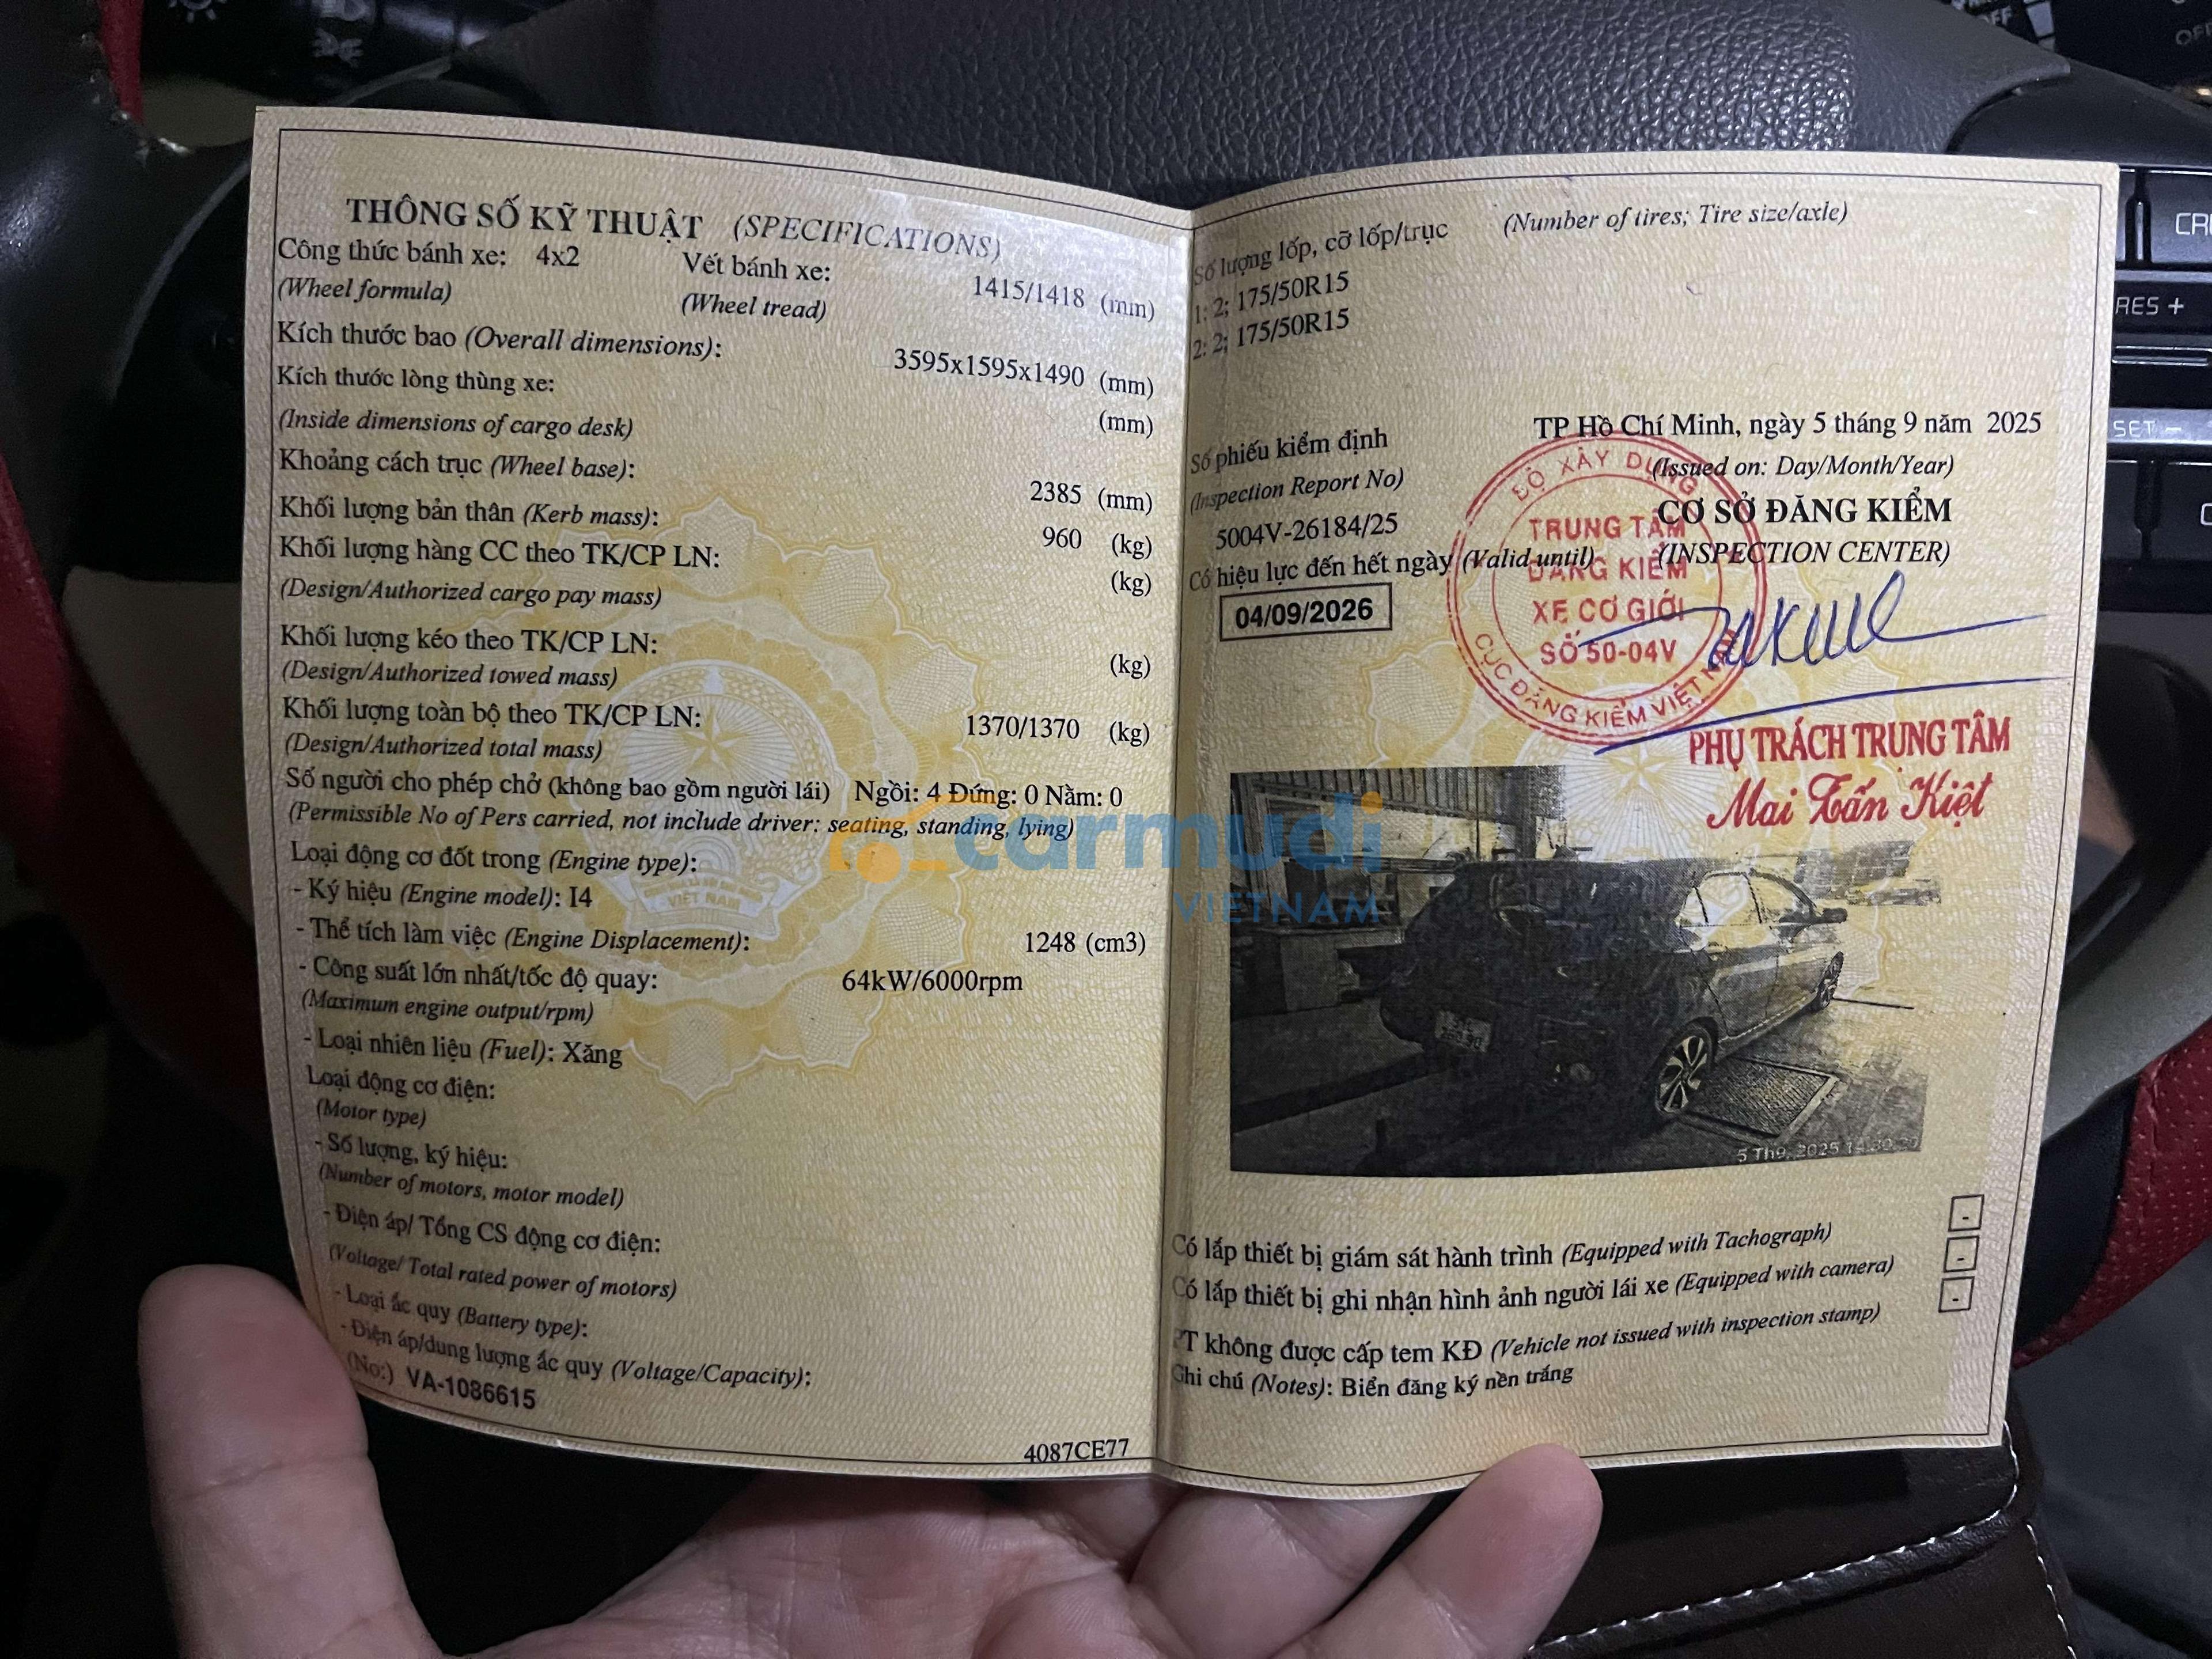 THÔNG SỐ KỸ THUẬT (SPECIFICATIONS)
Công thức bánh xe: 4x2 Vết bánh xe: 1415/1418 (mm)
(Wheel formula) (Wheel tread)
Kích thước bao (Overall dimensions): 3595x1595x1490 (mm)
Kích thước lòng thùng xe: (mm)
(Inside dimensions of cargo desk)
Khoảng cách trục (Wheel base): 2385 (mm)
Khối lượng bản thân (Kerb mass): 960 (kg)
Khối lượng hàng CC theo TK/CP LN: (kg)
(Design/Authorized cargo pay mass)
Khối lượng kéo theo TK/CP LN: (kg)
(Design/Authorized towed mass)
Khối lượng toàn bộ theo TK/CP LN: 1370/1370 (kg)
(Design/Authorized total mass)
Số người cho phép chở (không bao gồm người lái) Ngồi: 4 Đứng: 0 Nằm: 0
(Permissible No of Pers carried, not include driver: seating, standing, lying)
Loại động cơ đốt trong (Engine type):
- Ký hiệu (Engine model): I4
- Thể tích làm việc (Engine Displacement): 1248 (cm3)
- Công suất lớn nhất/tốc độ quay: 64kW/6000rpm
(Maximum engine output/rpm)
- Loại nhiên liệu (Fuel): Xăng
Loại động cơ điện:
(Motor type)
- Số lượng, ký hiệu:
(Number of motors, motor model)
- Điện áp/ Tổng CS động cơ điện:
(Voltage/ Total rated power of motors)
- Loại ắc quy (Battery type):
- Điện áp/dung lượng ắc quy (Voltage/Capacity):
(No:) VA-1086615
4087CE77
VIỆT NAM
Số lượng lốp, cỡ lốp/trục (Number of tires; Tire size/axle)
1: 2; 175/50R15
2: 2; 175/50R15
TP Hồ Chí Minh, ngày 5 tháng 9 năm 2025
(Issued on: Day/Month/Year)
Số phiếu kiểm định
(Inspection Report No)
5004V-26184/25
CƠ SỞ ĐĂNG KIỂM
(INSPECTION CENTER)
Có hiệu lực đến hết ngày (Valid until)
04/09/2026
BỘ XÂY DỰNG
TRUNG TÂM
ĐĂNG KIỂM
XE CƠ GIỚI
SỐ 50-04V
CỤC ĐĂNG KIỂM VIỆT NAM
PHỤ TRÁCH TRUNG TÂM
Mai Tấn Kiệt
carmudi
VIETNAM
5 Th9, 2025
Có lắp thiết bị giám sát hành trình (Equipped with Tachograph) -
Có lắp thiết bị ghi nhận hình ảnh người lái xe (Equipped with camera) -
PT không được cấp tem KĐ (Vehicle not issued with inspection stamp) -
Ghi chú (Notes): Biển đăng ký nền trắng
RES +
SET -